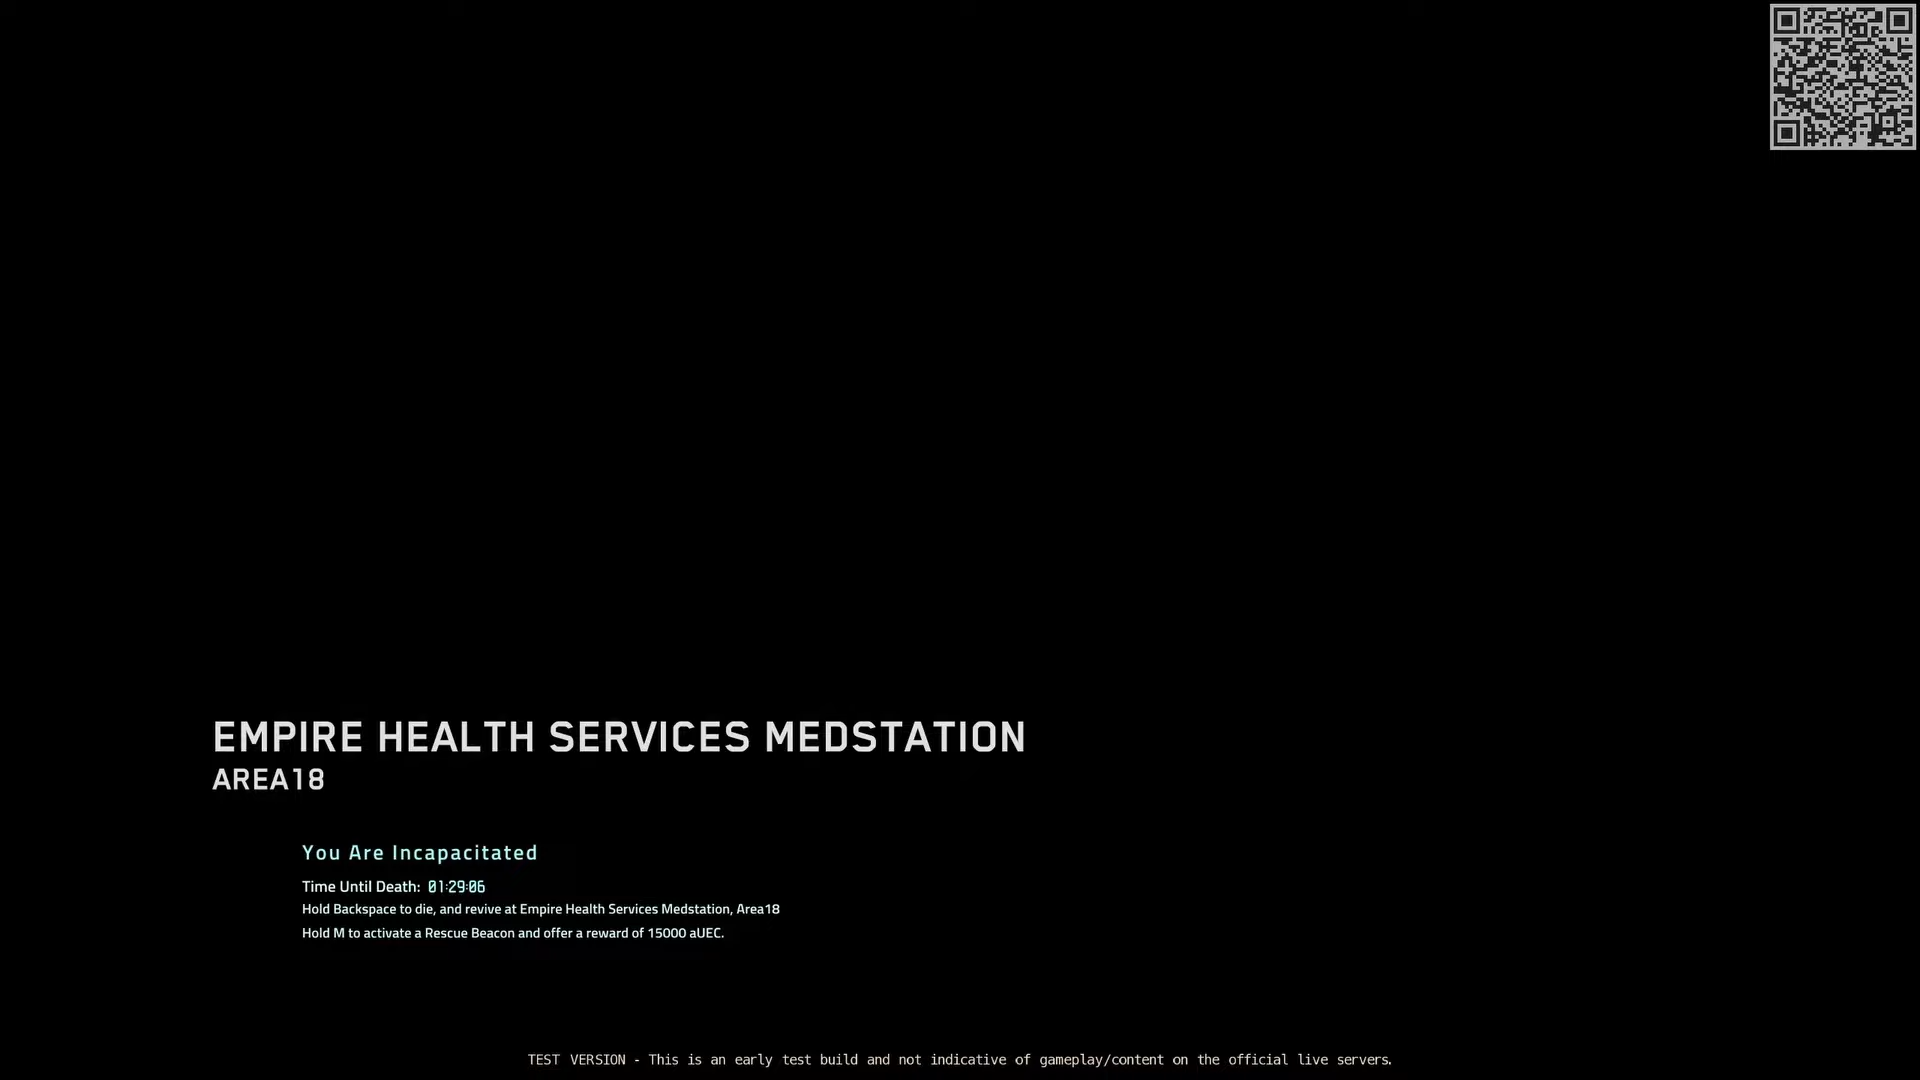 EMPIRE HEALTH SERVICES MEDSTATION
AREA18
You Are Incapacitated
Time Until Death: 01:29:06
Hold Backspace to die, and revive at Empire Health Services Medstation, Area18
Hold M to activate a Rescue Beacon and offer a reward of 15000 aUEC.
TEST VERSION - This is an early test build and not indicative of gameplay/content on the official live servers.